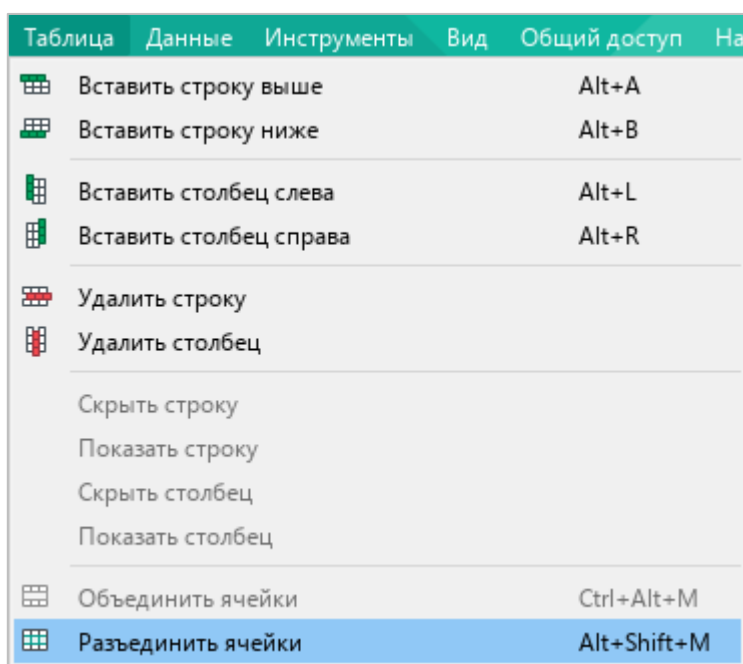 Таблица Данные Инструменты Вид Общий доступ
Вставить строку выше Alt+A
Вставить строку ниже Alt+B
Вставить столбец слева Alt+L
Вставить столбец справа Alt+R
Удалить строку
Удалить столбец
Скрыть строку
Показать строку
Скрыть столбец
Показать столбец
Объединить ячейки Ctrl+Alt+M
Разъединить ячейки Alt+Shift+M